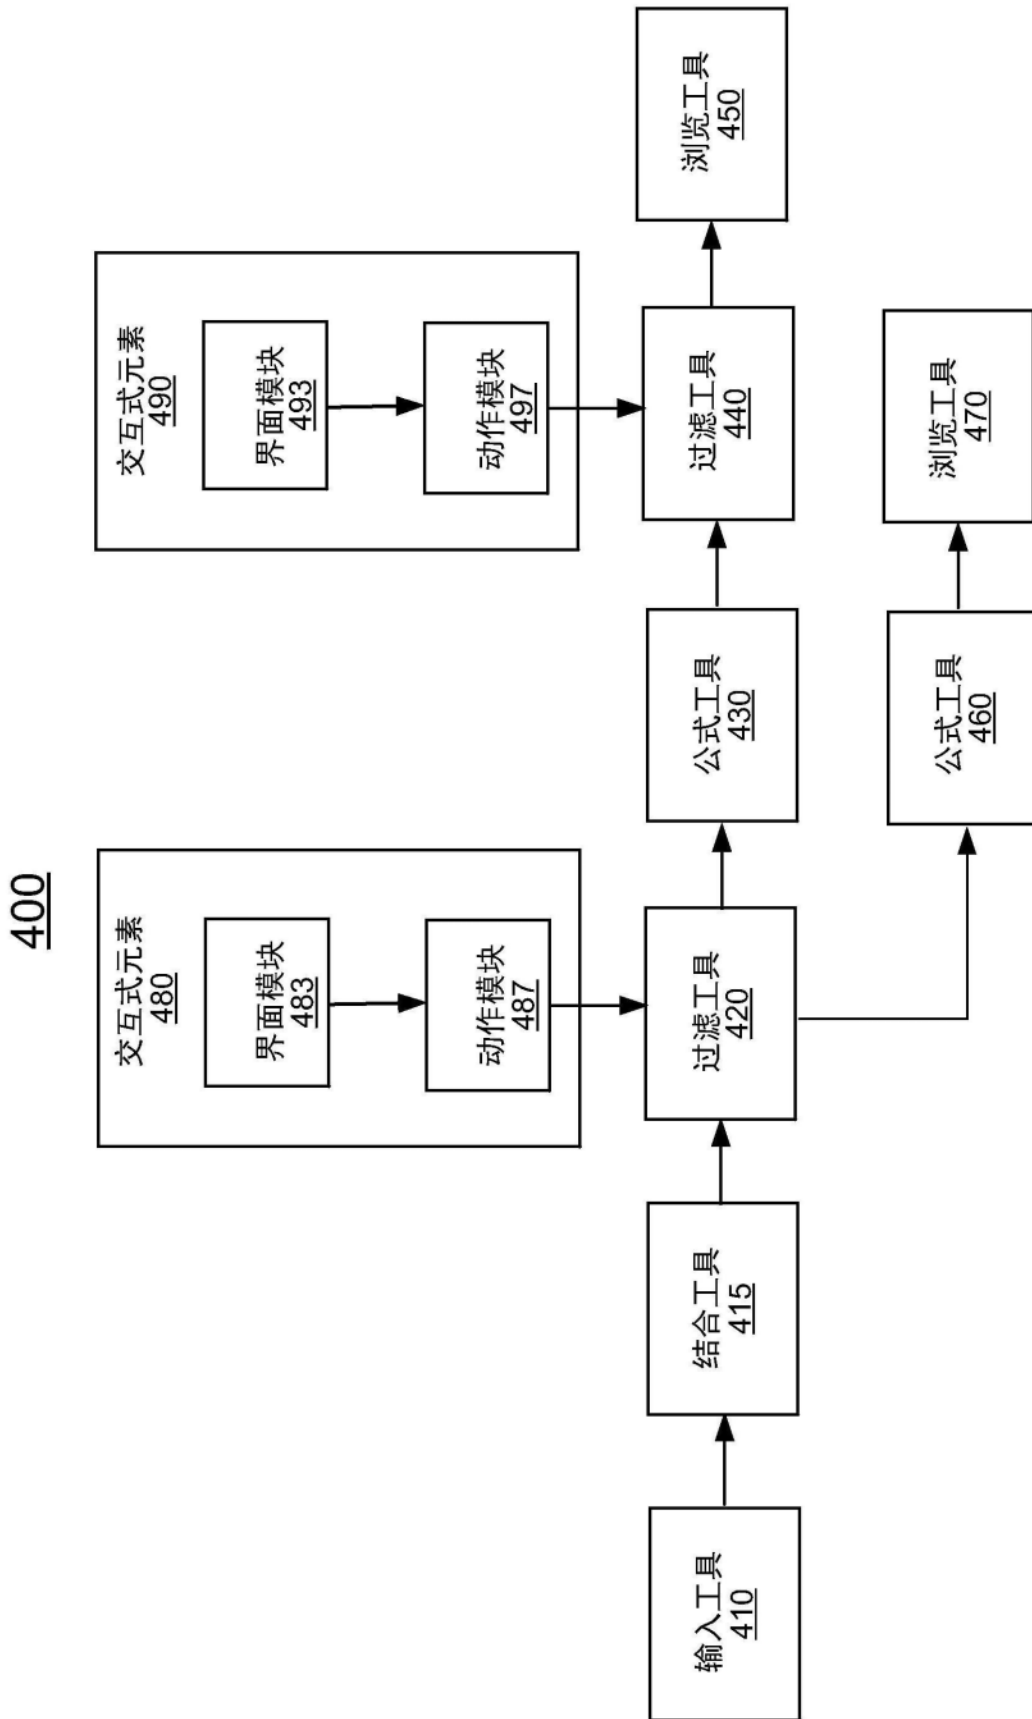 400
交互式元素
480
界面模块
483
动作模块
487
交互式元素
490
界面模块
493
动作模块
497
输入工具
410
结合工具
415
过滤工具
420
公式工具
430
过滤工具
440
浏览工具
450
公式工具
460
浏览工具
470